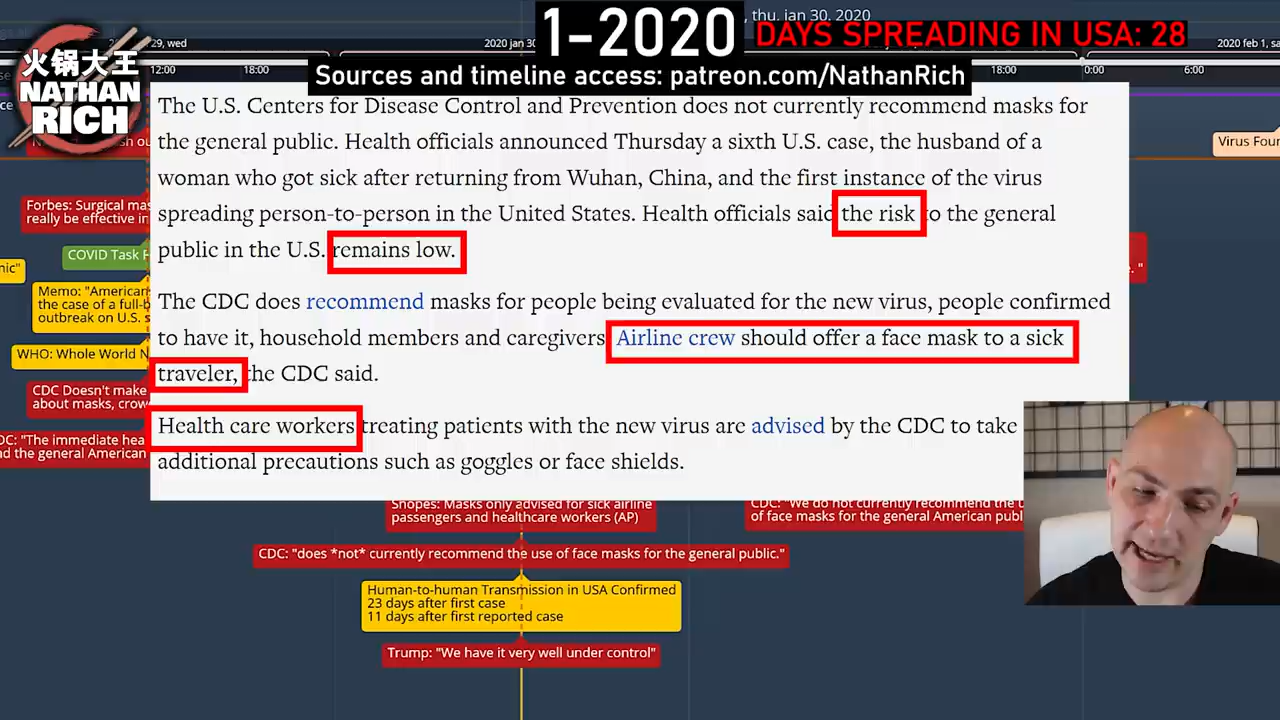 火锅大王
NATHAN
RICH
29, wed
12:00
18:00
2020 jan 30
1-2020
, thu. jan 30, 2020
DAYS SPREADING IN USA: 28
Sources and timeline access: patreon.com/NathanRich
18:00
0:00
2020 feb 1, sa
6:00
The U.S. Centers for Disease Control and Prevention does not currently recommend masks for
the general public. Health officials announced Thursday a sixth U.S. case, the husband of a
woman who got sick after returning from Wuhan, China, and the first instance of the virus
spreading person-to-person in the United States. Health officials said the risk to the general
public in the U.S. remains low.
The CDC does recommend masks for people being evaluated for the new virus, people confirmed
to have it, household members and caregivers. Airline crew should offer a face mask to a sick
traveler, the CDC said.
Health care workers treating patients with the new virus are advised by the CDC to take
additional precautions such as goggles or face shields.
Virus Four
Forbes: Surgical mas
really be effective in
COVID Task F
nic"
Memo: "American
the case of a full-b
outbreak on U.S. s
WHO: Whole World N
CDC Doesn't make
about masks, crow
DC: "The immediate hea
nd the general American
Snopes: Masks only advised for sick airline
passengers and healthcare workers (AP)
CDC: "We do not currently recommend the u
of face masks for the general American publ
CDC: "does *not* currently recommend the use of face masks for the general public."
Human-to-human Transmission in USA Confirmed
23 days after first case
11 days after first reported case
Trump: "We have it very well under control"